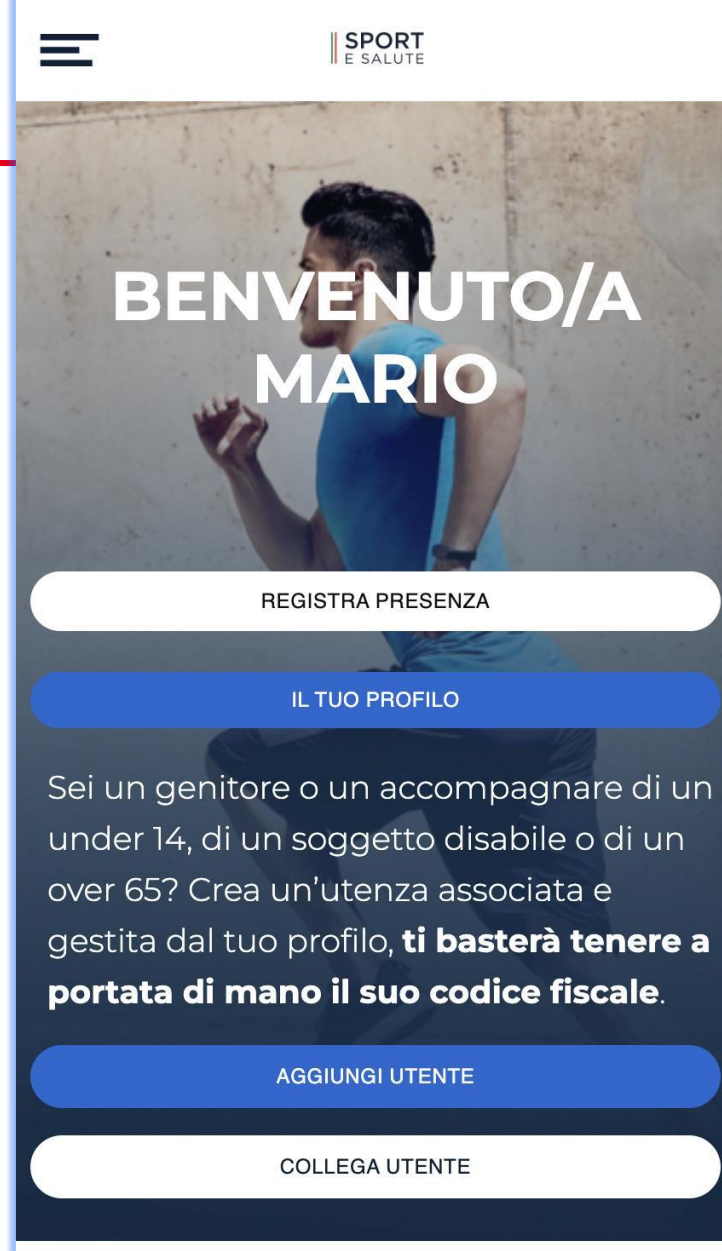 SPORT
E SALUTE
BENVENUTO/A
MARIO
REGISTRA PRESENZA
IL TUO PROFILO
Sei un genitore o un accompagnare di un
under 14, di un soggetto disabile o di un
over 65? Crea un'utenza associata e
gestita dal tuo profilo, ti basterà tenere a
portata di mano il suo codice fiscale.
AGGIUNGI UTENTE
COLLEGA UTENTE